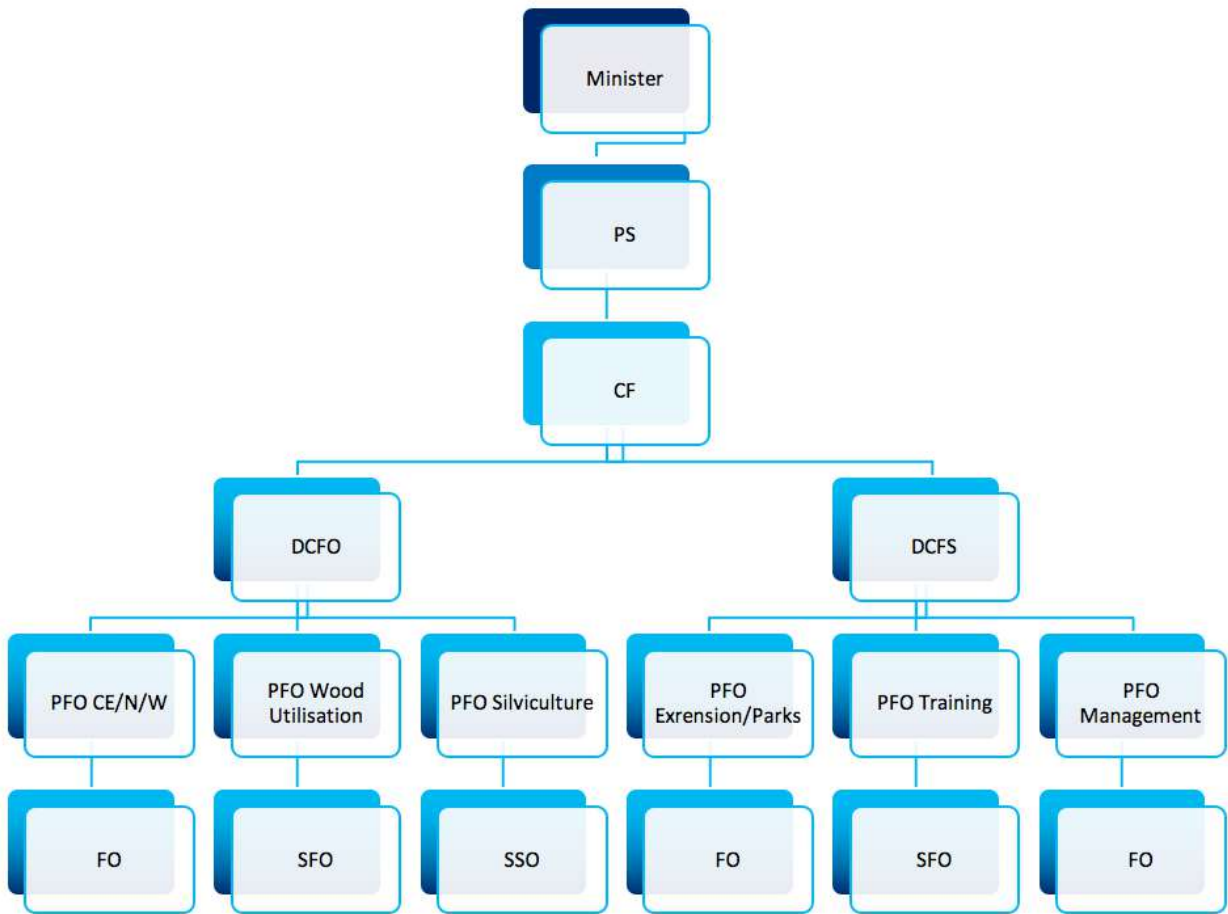 Minister
PS
CF
DCFO
DCFS
PFO CE/N/W
PFO Wood
Utilisation
PFO Silviculture
PFO
Exrension/Parks
PFO Training
PFO
Management
FO
SFO
SSO
FO
SFO
FO